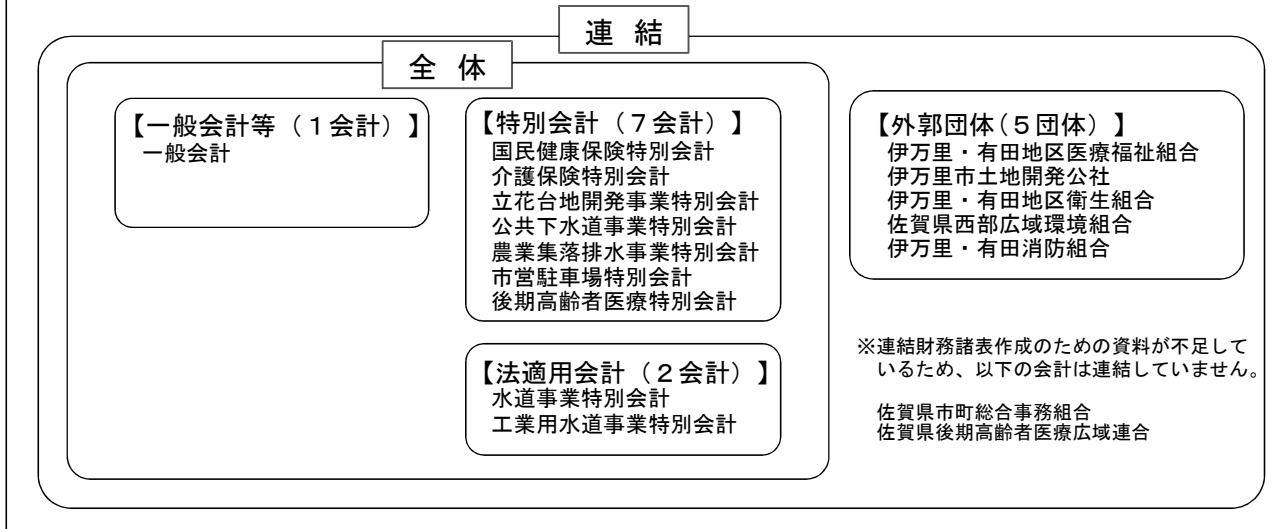 連 結
全 体
【一般会計等（１会計）】
一般会計
【特別会計（７会計）】
国民健康保険特別会計
介護保険特別会計
立花台地開発事業特別会計
公共下水道事業特別会計
農業集落排水事業特別会計
市営駐車場特別会計
後期高齢者医療特別会計
【法適用会計（２会計）】
水道事業特別会計
工業用水道事業特別会計
【外郭団体（５団体）】
伊万里・有田地区医療福祉組合
伊万里市土地開発公社
伊万里・有田地区衛生組合
佐賀県西部広域環境組合
伊万里・有田消防組合
※連結財務諸表作成のための資料が不足して
いるため、以下の会計は連結していません。
佐賀県市町総合事務組合
佐賀県後期高齢者医療広域連合